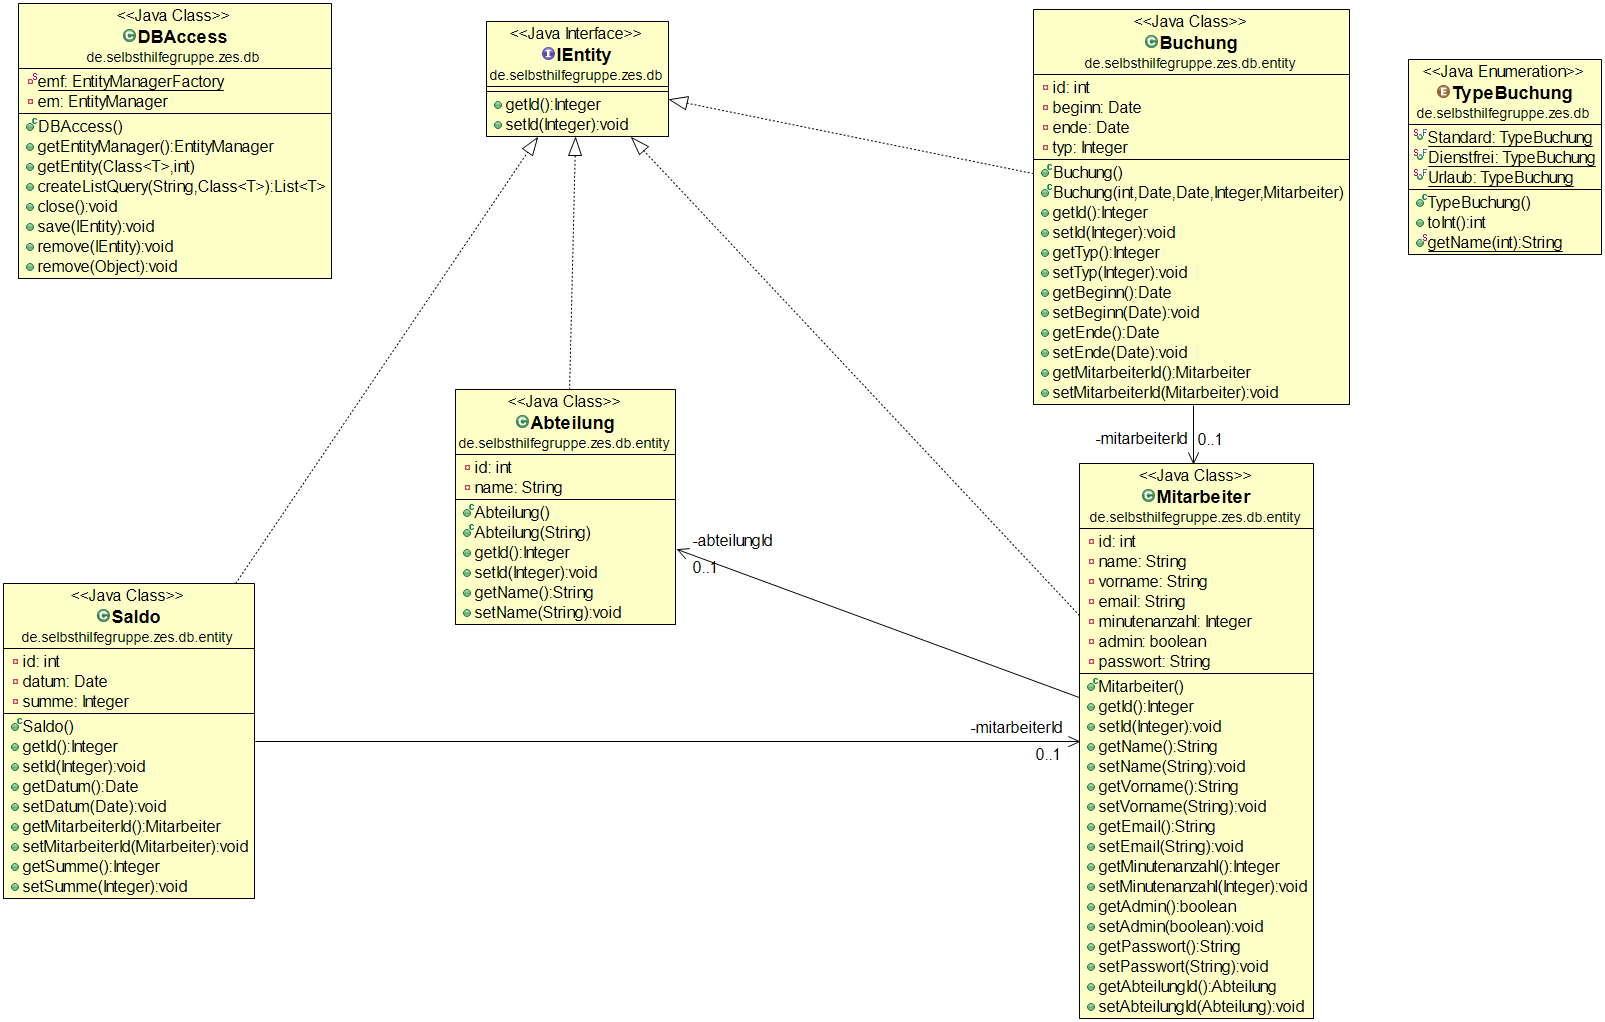 <<Java Class>>
DBAccess
de.selbsthilfegruppe.zes.db
emf: EntityManagerFactory
em: EntityManager
DBAccess()
getEntityManager():EntityManager
getEntity(Class<T>,int)
createListQuery(String,Class<T>):List<T>
close():void
save(IEntity):void
remove(IEntity):void
remove(Object):void
<<Java Interface>>
IEntity
de.selbsthilfegruppe.zes.db
getId():Integer
setId(Integer):void
<<Java Class>>
Buchung
de.selbsthilfegruppe.zes.db.entity
id: int
beginn: Date
ende: Date
typ: Integer
Buchung()
Buchung(int,Date,Date,Integer,Mitarbeiter)
getId():Integer
setId(Integer):void
getTyp():Integer
setTyp(Integer):void
getBeginn():Date
setBeginn(Date):void
getEnde():Date
setEnde(Date):void
getMitarbeiterId():Mitarbeiter
setMitarbeiterId(Mitarbeiter):void
<<Java Enumeration>>
TypeBuchung
de.selbsthilfegruppe.zes.db
Standard: TypeBuchung
Dienstfrei: TypeBuchung
Urlaub: TypeBuchung
TypeBuchung()
toInt():int
getName(int):String
<<Java Class>>
Abteilung
de.selbsthilfegruppe.zes.db.entity
id: int
name: String
Abteilung()
Abteilung(String)
getId():Integer
setId(Integer):void
getName():String
setName(String):void
-mitarbeiterId 0..1
-abteilungId
0..1
<<Java Class>>
Mitarbeiter
de.selbsthilfegruppe.zes.db.entity
id: int
name: String
vorname: String
email: String
minutenanzahl: Integer
admin: boolean
passwort: String
Mitarbeiter()
getId():Integer
setId(Integer):void
getName():String
setName(String):void
getVorname():String
setVorname(String):void
getEmail():String
setEmail(String):void
getMinutenanzahl():Integer
setMinutenanzahl(Integer):void
getAdmin():boolean
setAdmin(boolean):void
getPasswort():String
setPasswort(String):void
getAbteilungId():Abteilung
setAbteilungId(Abteilung):void
<<Java Class>>
Saldo
de.selbsthilfegruppe.zes.db.entity
id: int
datum: Date
summe: Integer
Saldo()
getId():Integer
setId(Integer):void
getDatum():Date
setDatum(Date):void
getMitarbeiterId():Mitarbeiter
setMitarbeiterId(Mitarbeiter):void
getSumme():Integer
setSumme(Integer):void
-mitarbeiterId
0..1